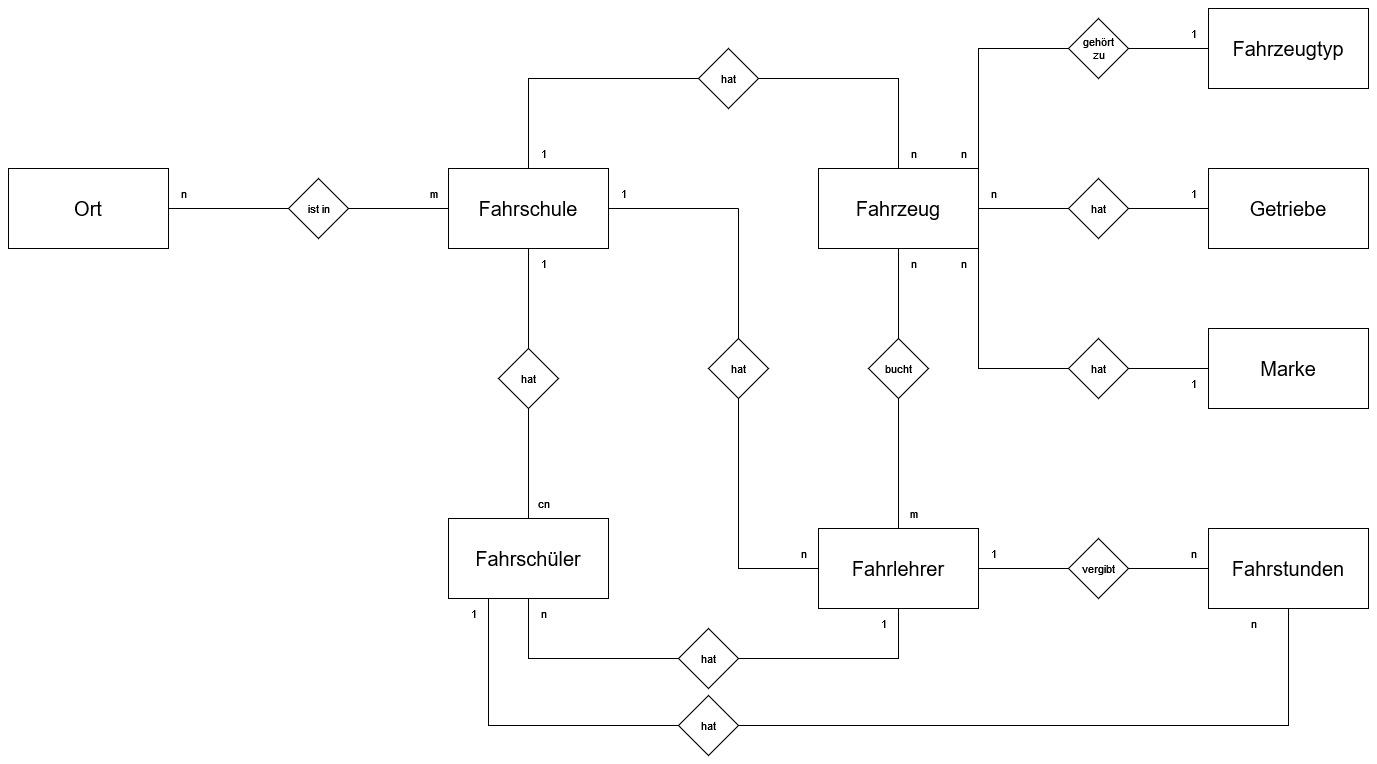 1
gehört
zu
Fahrzeugtyp
hat
1
n
n
n
m
1
n
1
Ort
ist in
Fahrschule
Fahrzeug
hat
Getriebe
1
n
n
hat
hat
bucht
hat
Marke
1
cn
m
n
1
n
Fahrschüler
Fahrlehrer
vergibt
Fahrstunden
1
n
1
n
hat
hat